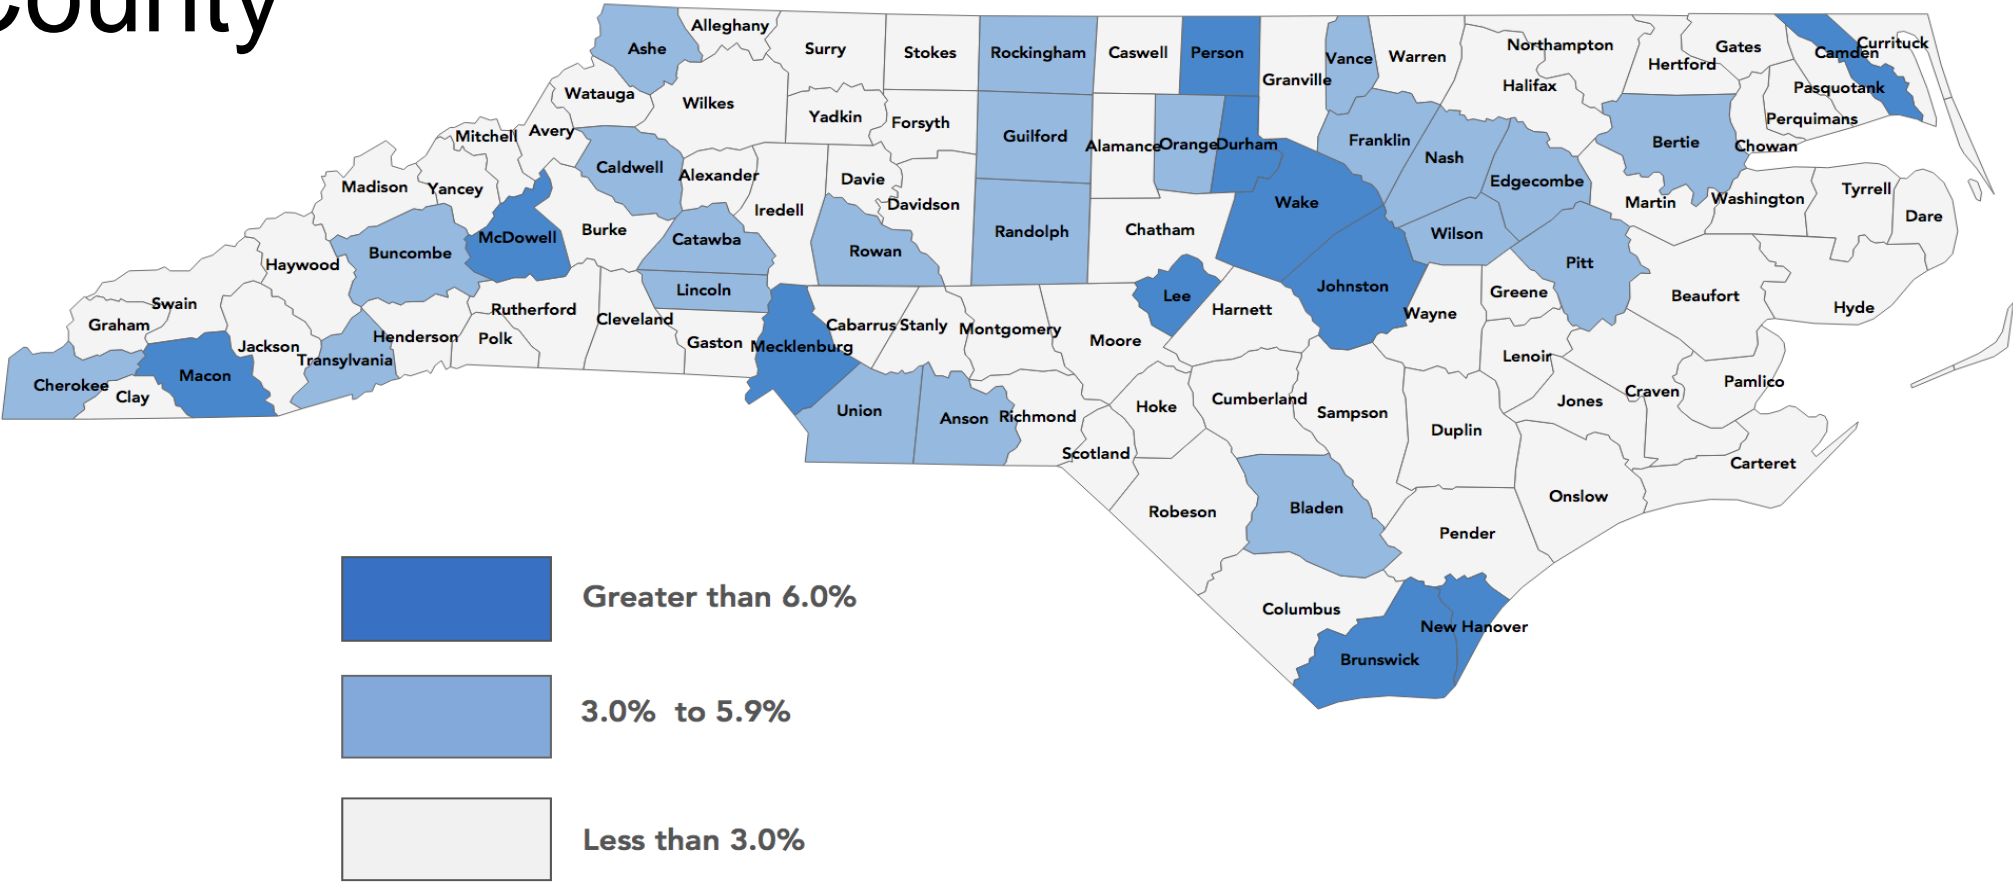 County
Alleghany
Ashe
Surry
Stokes
Rockingham
Caswell
Person
Granville
Vance
Warren
Northampton
Halifax
Hertford
Gates
Camden
Currituck
Pasquotank
Perquimans
Chowan
Bertie
Watauga
Wilkes
Yadkin
Forsyth
Guilford
Alamance
Orange
Durham
Franklin
Nash
Edgecombe
Martin
Washington
Tyrrell
Dare
Mitchell
Avery
Caldwell
Alexander
Davie
Davidson
Iredell
Madison
Yancey
McDowell
Burke
Catawba
Rowan
Randolph
Chatham
Wake
Wilson
Pitt
Beaufort
Hyde
Buncombe
Haywood
Lincoln
Lee
Johnston
Harnett
Wayne
Greene
Swain
Graham
Jackson
Transylvania
Henderson
Rutherford
Polk
Cleveland
Gaston
Mecklenburg
Cabarrus
Stanly
Montgomery
Moore
Lenoir
Craven
Pamlico
Jones
Cherokee
Clay
Macon
Union
Anson
Richmond
Hoke
Cumberland
Sampson
Duplin
Scotland
Carteret
Onslow
Robeson
Bladen
Pender
Columbus
New Hanover
Brunswick
Greater than 6.0%
3.0% to 5.9%
Less than 3.0%